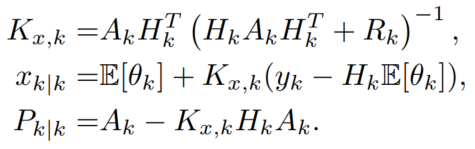 K_{x,k} = A_k H_k^T (H_k A_k H_k^T + R_k)^{-1},
x_{k|k} = 𝔼[θ_k] + K_{x,k}(y_k − H_k 𝔼[θ_k]),
P_{k|k} = A_k − K_{x,k} H_k A_k.